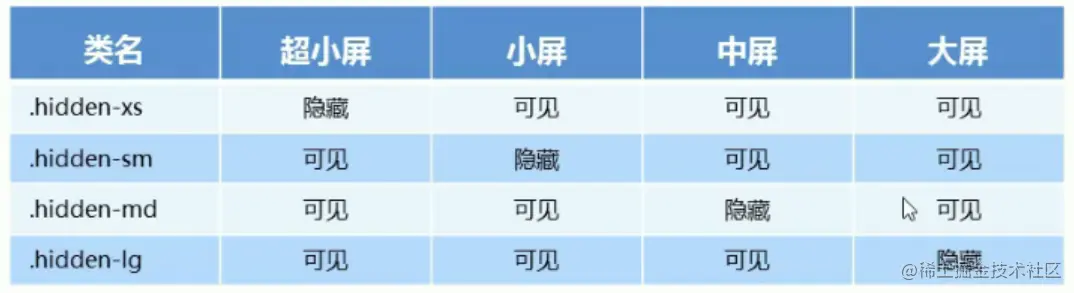 类名 超小屏 小屏 中屏 大屏
.hidden-xs 隐藏 可见 可见 可见
.hidden-sm 可见 隐藏 可见 可见
.hidden-md 可见 可见 隐藏 可见
.hidden-lg 可见 可见 可见 隐藏
@稀土掘金技术社区